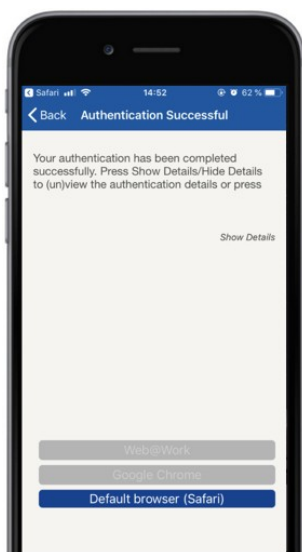 Safari 14:52 62 %
Back Authentication Successful
Your authentication has been completed
successfully. Press Show Details/Hide Details
to (un)view the authentication details or press
Show Details
Web@Work
Google Chrome
Default browser (Safari)